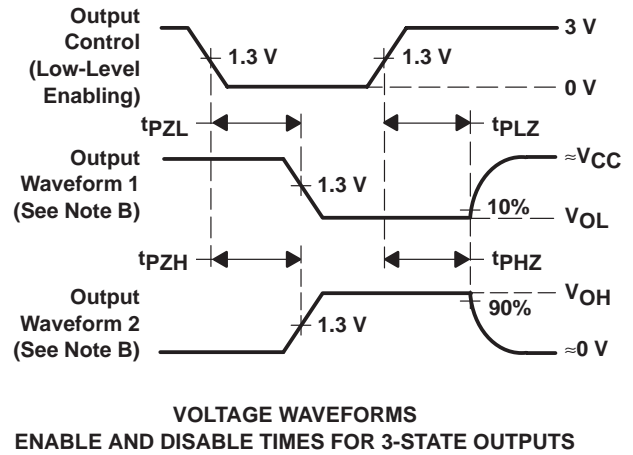 Output
Control
(Low-Level
Enabling)
1.3 V
1.3 V
3 V
0 V
tPZL
tPLZ
Output
Waveform 1
(See Note B)
1.3 V
10%
≈VCC
VOL
tPZH
tPHZ
Output
Waveform 2
(See Note B)
1.3 V
90%
VOH
≈0 V
VOLTAGE WAVEFORMS
ENABLE AND DISABLE TIMES FOR 3-STATE OUTPUTS